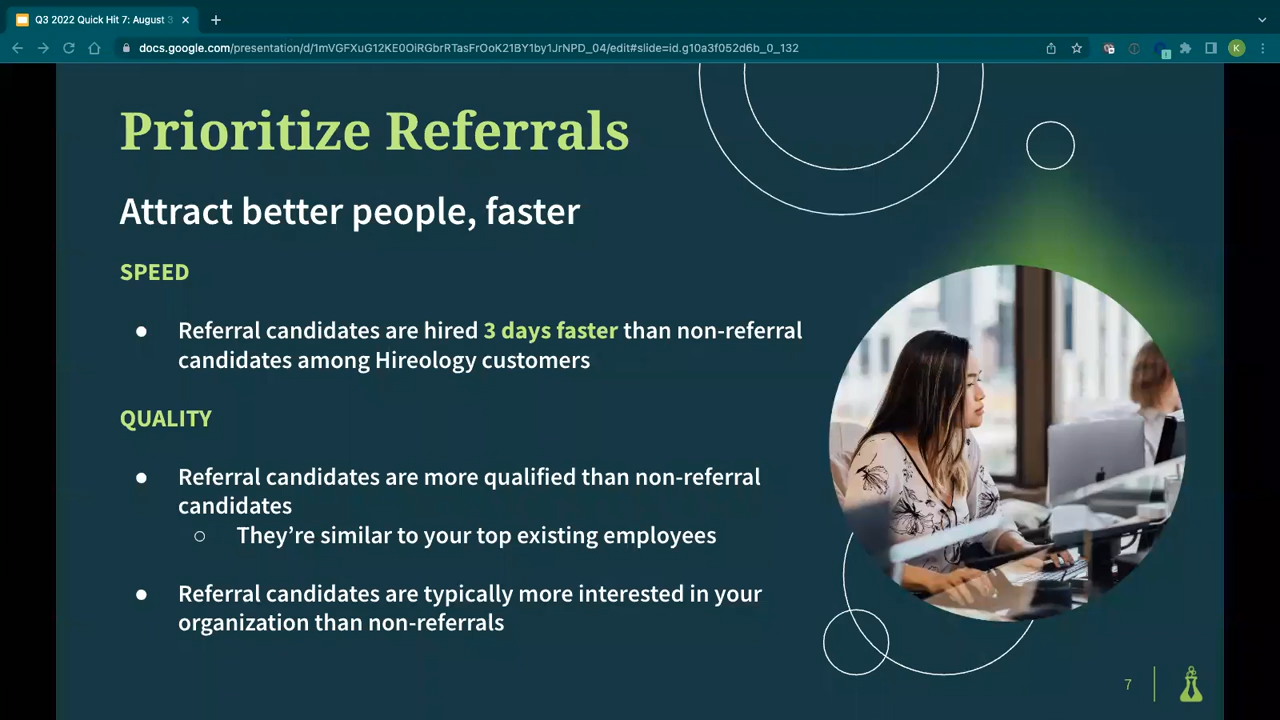 Q3 2022 Quick Hit 7: August 3
docs.google.com/presentation/d/1mVGFXuG12KE0OiRGbrRTasFrOoK21BY1by1JrNPD_04/edit#slide=id.g10a3f052d6b_0_132
K
Prioritize Referrals
Attract better people, faster
SPEED
● Referral candidates are hired 3 days faster than non-referral
candidates among Hireology customers
QUALITY
● Referral candidates are more qualified than non-referral
candidates
○ They’re similar to your top existing employees
● Referral candidates are typically more interested in your
organization than non-referrals
7